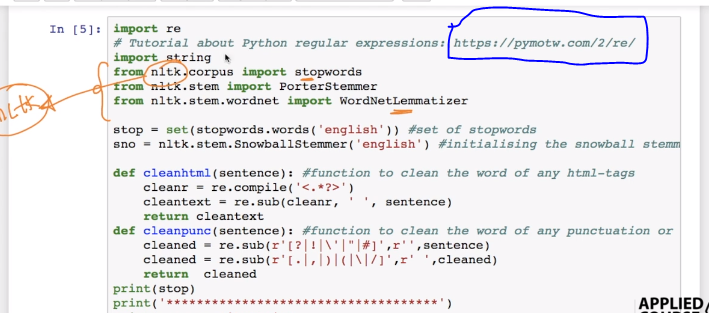 In [5]: import re
# Tutorial about Python regular expressions: https://pymotw.com/2/re/
import string
from nltk.corpus import stopwords
from nltk.stem import PorterStemmer
from nltk.stem.wordnet import WordNetLemmatizer
nLTK
stop = set(stopwords.words('english')) #set of stopwords
sno = nltk.stem.SnowballStemmer('english') #initialising the snowball stemm
def cleanhtml(sentence): #function to clean the word of any html-tags
    cleanr = re.compile('<.*?>')
    cleantext = re.sub(cleanr, ' ', sentence)
    return cleantext
def cleanpunc(sentence): #function to clean the word of any punctuation or
    cleaned = re.sub(r'[?|!|\'|"|#]',r'',sentence)
    cleaned = re.sub(r'[.|,|)|(|\|/]',r' ',cleaned)
    return  cleaned
print(stop)
print('************************************')
APPLIED/
COURSE